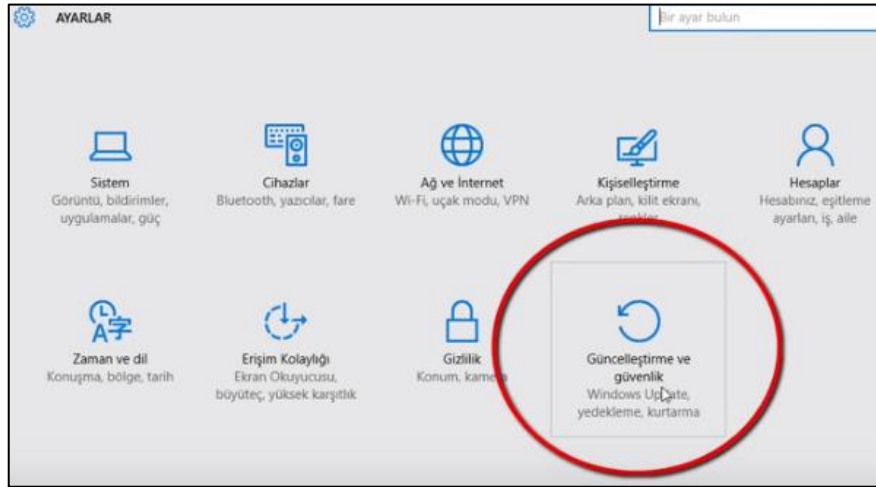 AYARLAR
Bir ayar bulun
Sistem
Görüntü, bildirimler,
uygulamalar, güç
Cihazlar
Bluetooth, yazıcılar, fare
Ağ ve İnternet
Wi-Fi, uçak modu, VPN
Kişiselleştirme
Arka plan, kilit ekranı,
renkler
Hesaplar
Hesabınız, eşitleme
ayarları, iş, aile
Zaman ve dil
Konuşma, bölge, tarih
Erişim Kolaylığı
Ekran Okuyucusu,
büyüteç, yüksek karşıtlık
Gizlilik
Konum, kamera
Güncelleştirme ve
güvenlik
Windows Update,
yedekleme, kurtarma